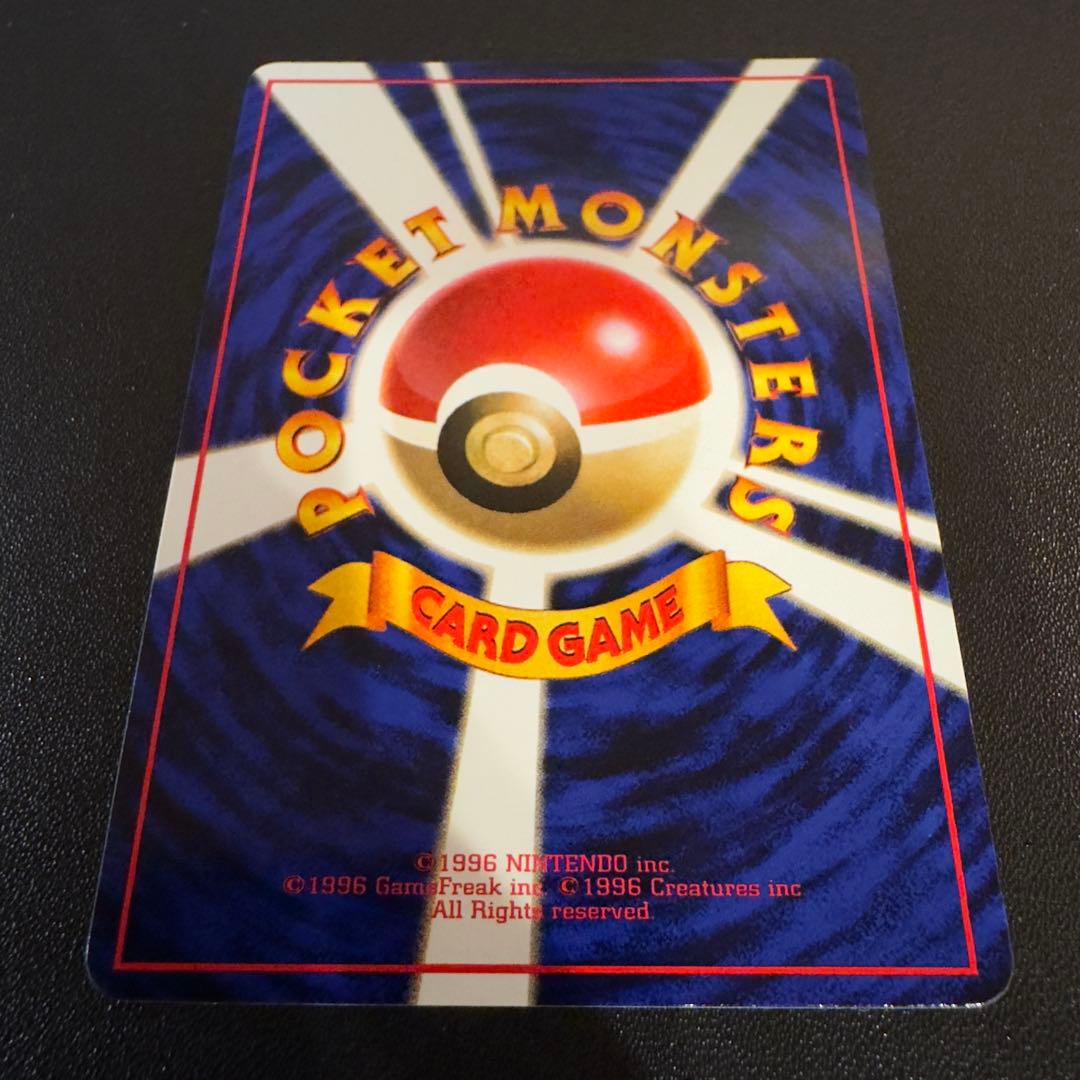 POCKET MONSTERS
CARD GAME
©1996 NINTENDO inc.
©1996 GameFreak inc. ©1996 Creatures inc
All Rights reserved.